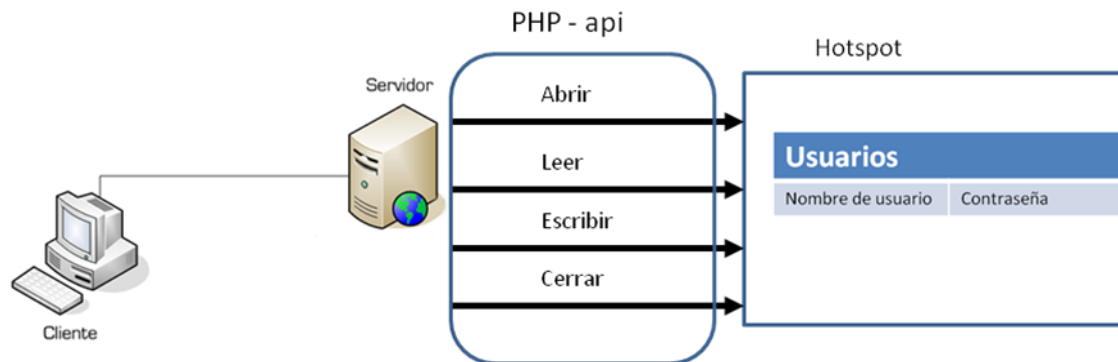 PHP - api
Hotspot
Servidor
Abrir
Leer
Escribir
Cerrar
Usuarios
Nombre de usuario
Contraseña
Cliente